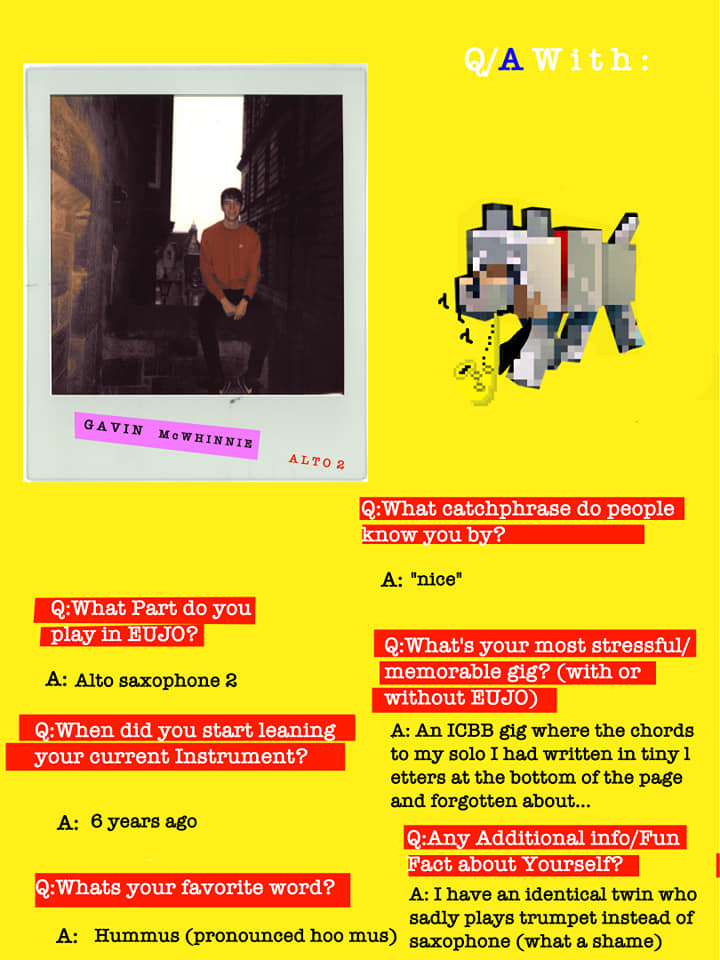 Q/A With:
GAVIN McWHINNIE
ALTO 2
Q:What Part do you
play in EUJO?
A: Alto saxophone 2
Q:When did you start leaning
your current Instrument?
A: 6 years ago
Q:Whats your favorite word?
A: Hummus (pronounced hoo mus)
Q:What catchphrase do people
know you by?
A: "nice"
Q:What's your most stressful/
memorable gig? (with or
without EUJO)
A: An ICBB gig where the chords
to my solo I had written in tiny l
etters at the bottom of the page
and forgotten about...
Q:Any Additional info/Fun
Fact about Yourself?
A: I have an identical twin who
sadly plays trumpet instead of
saxophone (what a shame)